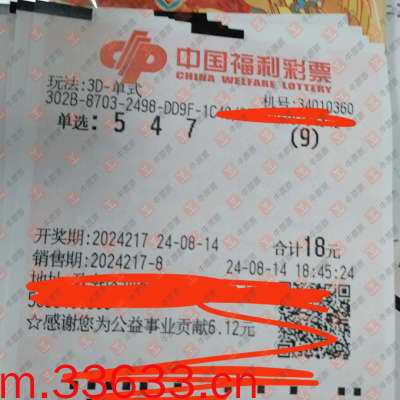 中国福利彩票
CHINA WELFARE LOTTERY
玩法:3D-单式
机号:34010360
302B-8703-2498-DD9F-
单选: 5 4 7 (9)
开奖期:2024217 24-08-14 合计18元
销售期:2024217-8 24-08-14 18:45:24
地址
☆感谢您为公益事业贡献6.12元
m.33633.cn